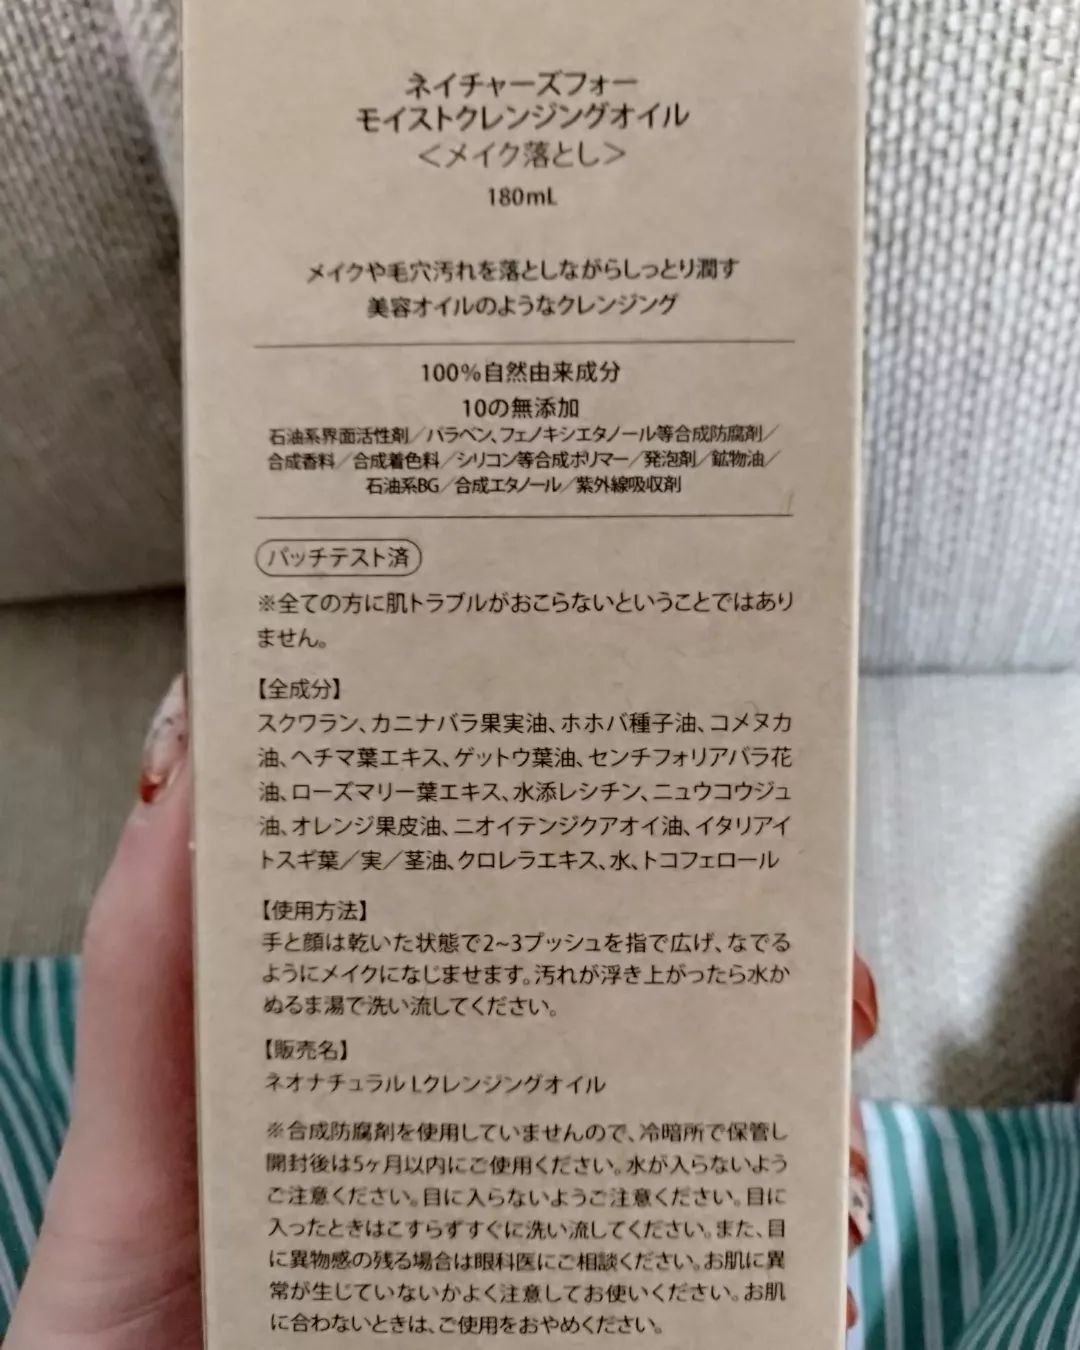 ネイチャーズフォー
モイストクレンジングオイル
＜メイク落とし＞
180mL
メイクや毛穴汚れを落としながらしっとり潤す
美容オイルのようなクレンジング
100%自然由来成分
10の無添加
石油系界面活性剤／パラベン、フェノキシエタノール等合成防腐剤／
合成香料／合成着色料／シリコン等合成ポリマー／発泡剤／鉱物油／
石油系BG／合成エタノール／紫外線吸収剤
パッチテスト済
※全ての方に肌トラブルがおこらないということではあり
ません。
【全成分】
スクワラン、カニナバラ果実油、ホホバ種子油、コメヌカ
油、ヘチマ葉エキス、ゲットウ葉油、センチフォリアバラ花
油、ローズマリー葉エキス、水添レシチン、ニュウコウジュ
油、オレンジ果皮油、ニオイテンジクアオイ油、イタリアイ
トスギ葉／実／茎油、クロレラエキス、水、トコフェロール
【使用方法】
手と顔は乾いた状態で2~3プッシュを指で広げ、なでる
ようにメイクになじませます。汚れが浮き上がったら水か
ぬるま湯で洗い流してください。
【販売名】
ネオナチュラル Lクレンジングオイル
※合成防腐剤を使用していませんので、冷暗所で保管し
開封後は5ヶ月以内にご使用ください。水が入らないよう
ご注意ください。目に入らないようご注意ください。目に
入ったときはこすらずすぐに洗い流してください。また、目
に異物感の残る場合は眼科医にご相談ください。お肌に異
常が生じていないかよく注意してお使いください。お肌
に合わないときは、ご使用をおやめください。